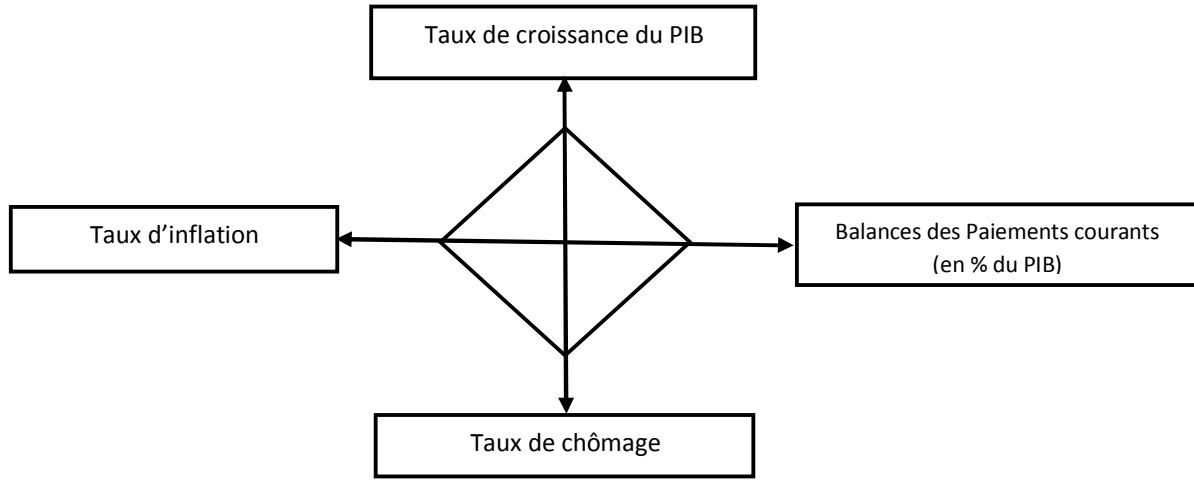 Taux de croissance du PIB
Taux d’inflation
Balances des Paiements courants
(en % du PIB)
Taux de chômage